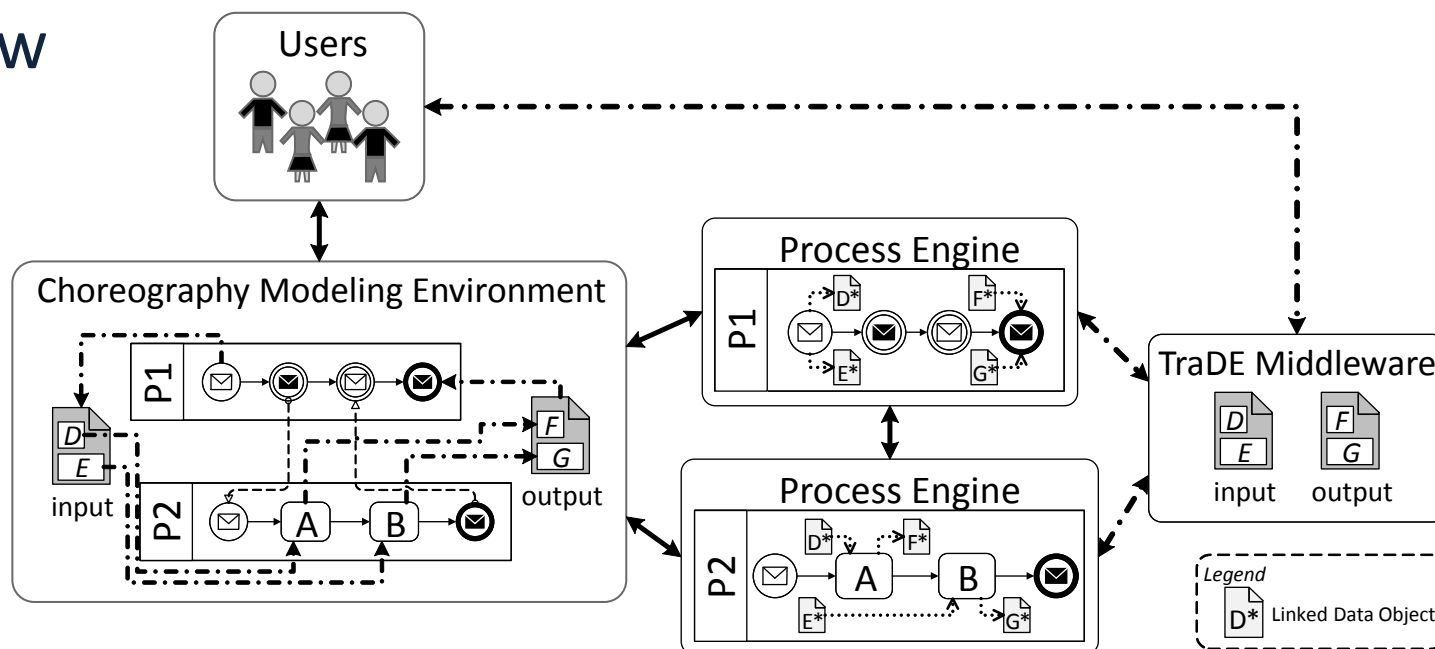 w
Users
Choreography Modeling Environment
P1
D
E
input
F
G
output
P2
A
B
Process Engine
P1
D*
F*
E*
G*
Process Engine
P2
D*
F*
A
B
E*
G*
TraDE Middleware
D
E
input
F
G
output
Legend
D*
Linked Data Object